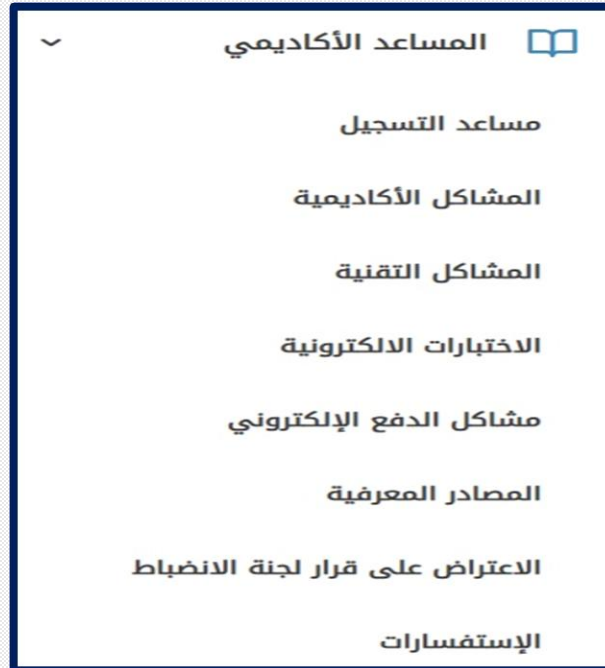 المساعد الأكاديمي
مساعد التسجيل
المشاكل الأكاديمية
المشاكل التقنية
الاختبارات الالكترونية
مشاكل الدفع الإلكتروني
المصادر المعرفية
الاعتراض على قرار لجنة الانضباط
الإستفسارات